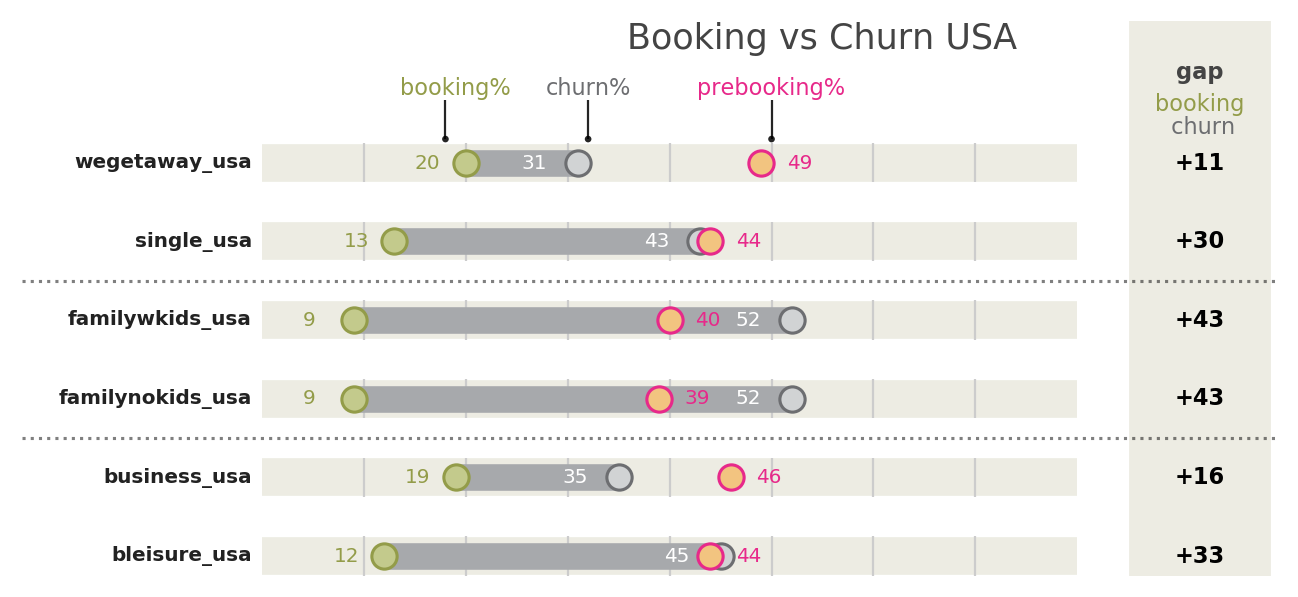 Booking vs Churn USA
gap
booking% churn% prebooking%
booking
churn
wegetaway_usa 20 31 49 +11
single_usa 13 43 44 +30
familywkids_usa 9 40 52 +43
familynokids_usa 9 39 52 +43
business_usa 19 35 46 +16
bleisure_usa 12 45 44 +33